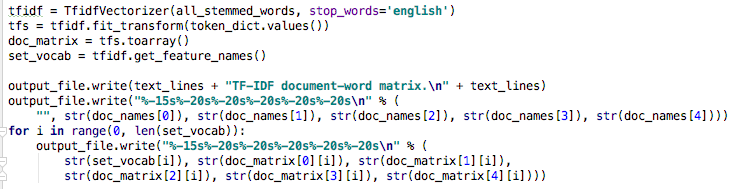 tfidf = TfidfVectorizer(all_stemmed_words, stop_words='english')
tfs = tfidf.fit_transform(token_dict.values())
doc_matrix = tfs.toarray()
set_vocab = tfidf.get_feature_names()

output_file.write(text_lines + "TF-IDF document-word matrix.\n" + text_lines)
output_file.write("%-15s%-20s%-20s%-20s%-20s%-20s\n" % (
    "", str(doc_names[0]), str(doc_names[1]), str(doc_names[2]), str(doc_names[3]), str(doc_names[4])))
for i in range(0, len(set_vocab)):
    output_file.write("%-15s%-20s%-20s%-20s%-20s%-20s\n" % (
        str(set_vocab[i]), str(doc_matrix[0][i]), str(doc_matrix[1][i]),
        str(doc_matrix[2][i]), str(doc_matrix[3][i]), str(doc_matrix[4][i])))